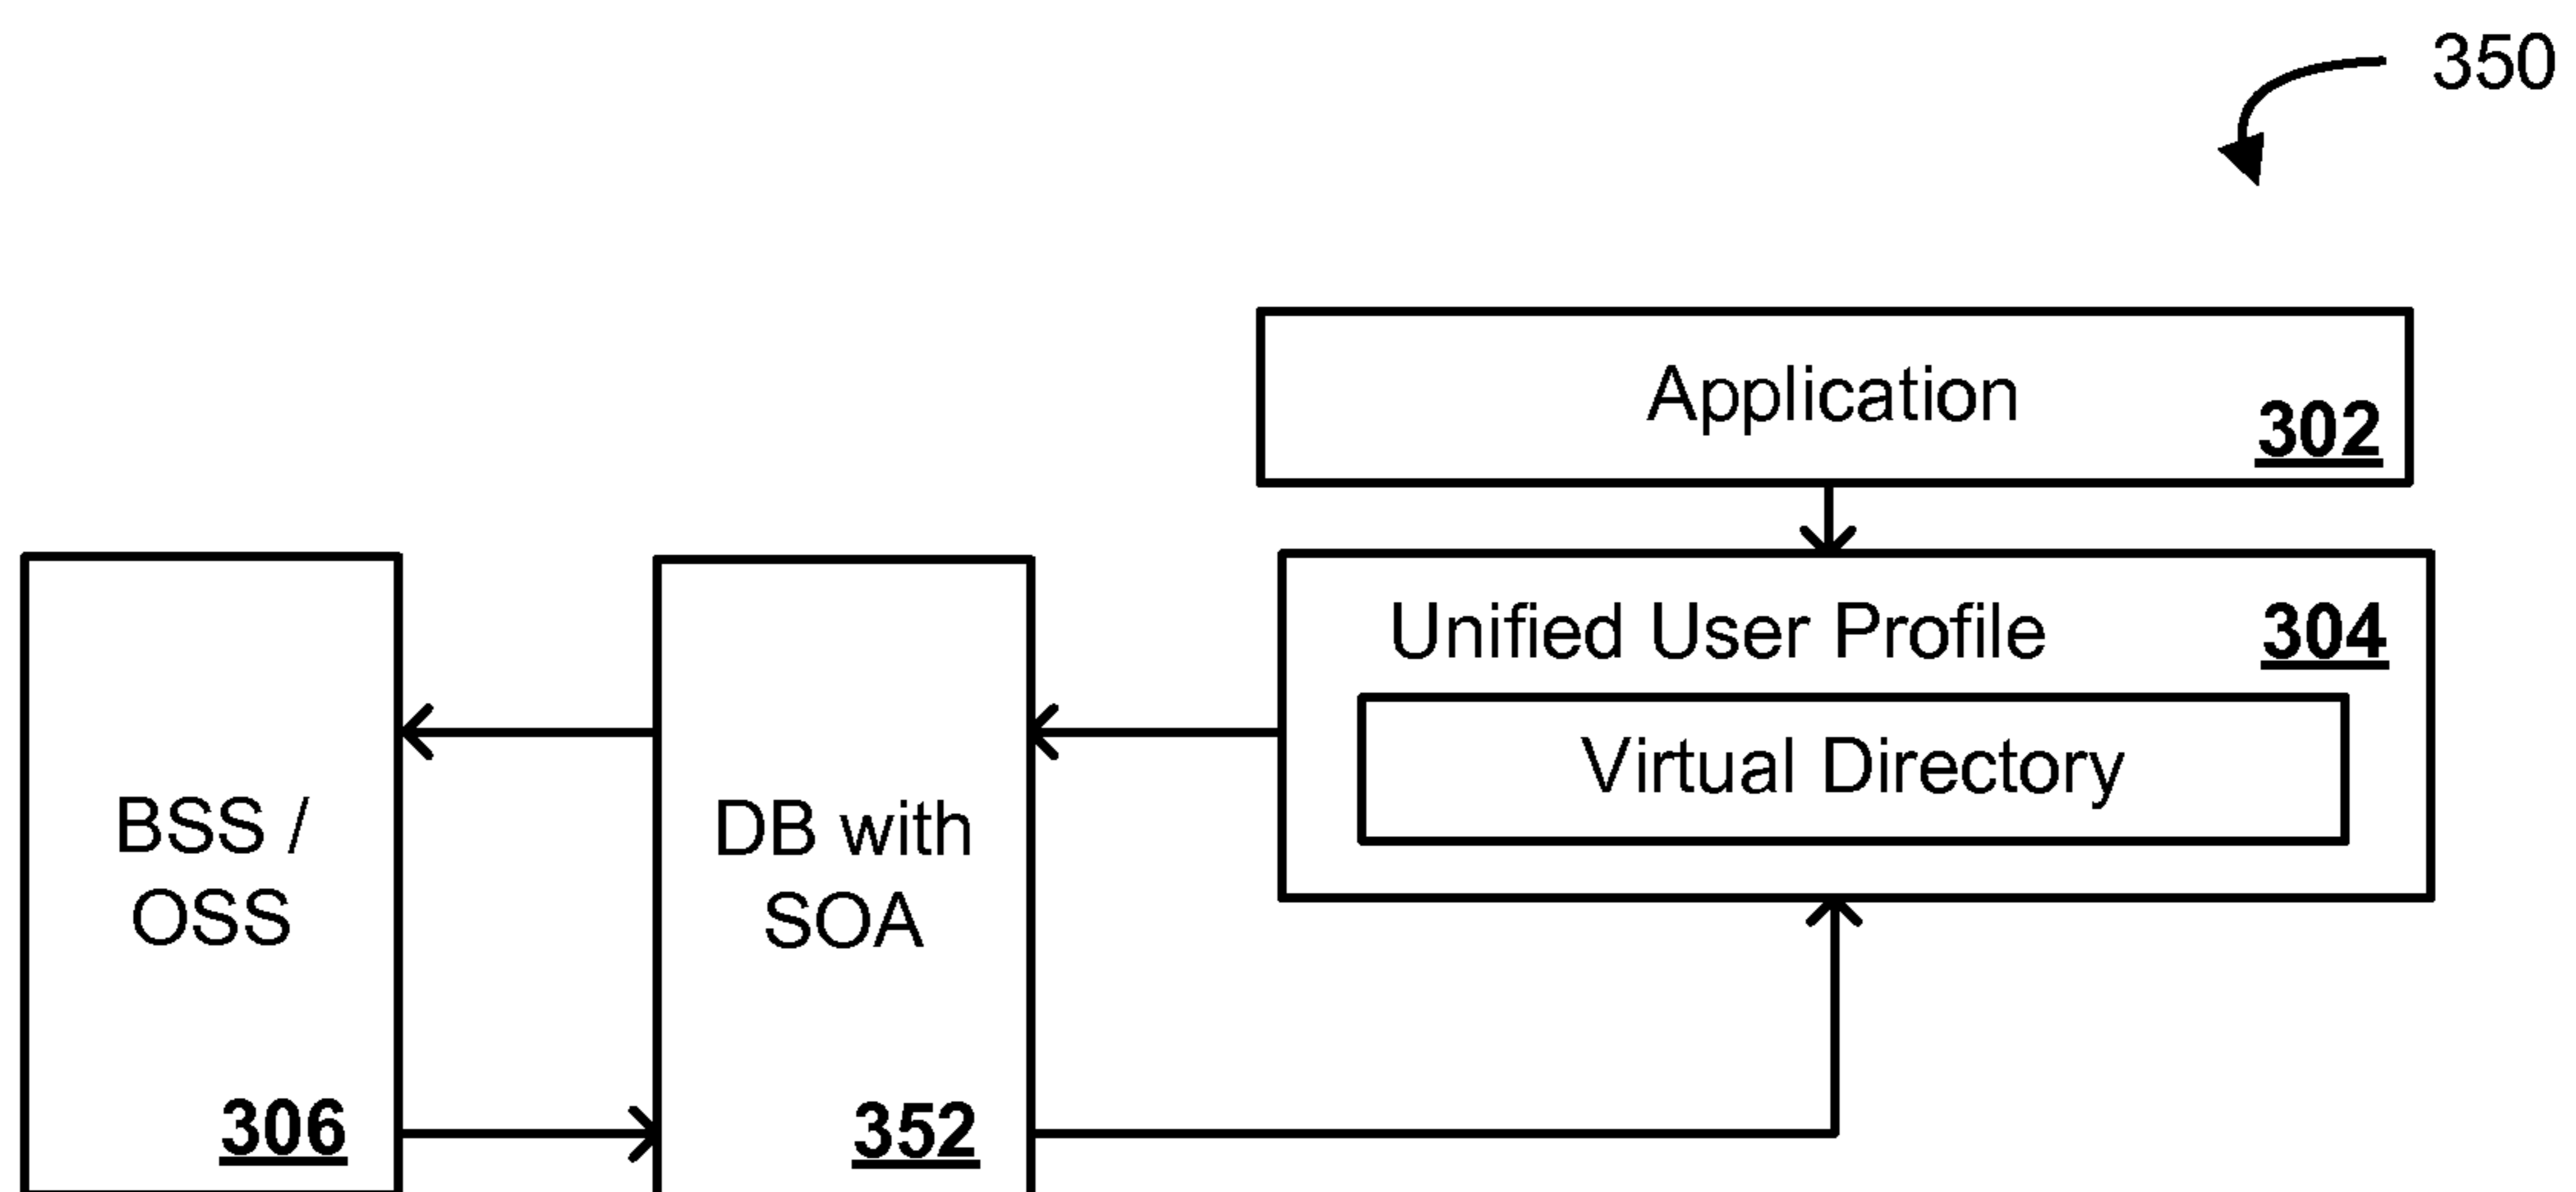 350
Application
302
Unified User Profile
304
Virtual Directory
BSS /
OSS
306
DB with
SOA
352